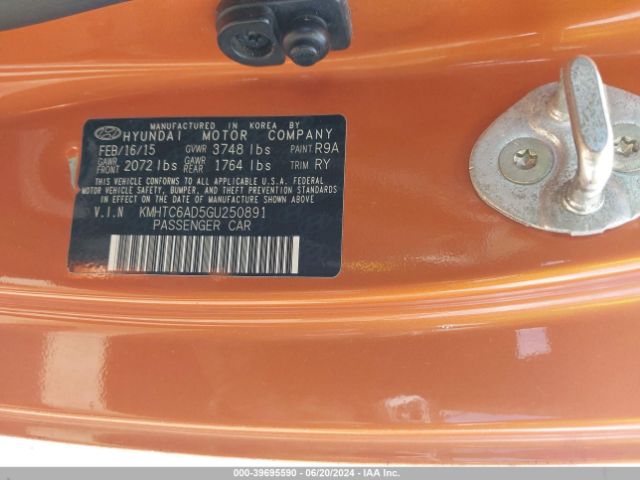 MANUFACTURED IN KOREA BY
HYUNDAI MOTOR COMPANY
FEB/16/15 GVWR 3748 lbs PAINT R9A
GAWR FRONT 2072 lbs GAWR REAR 1764 lbs TRIM RY
THIS VEHICLE CONFORMS TO ALL APPLICABLE U.S.A. FEDERAL
MOTOR VEHICLE SAFETY, BUMPER, AND THEFT PREVENTION STANDARDS
IN EFFECT ON THE DATE OF MANUFACTURE SHOWN ABOVE
V.I.N KMHTC6AD5GU250891
PASSENGER CAR
000-39695590 - 06/20/2024 - IAA Inc.